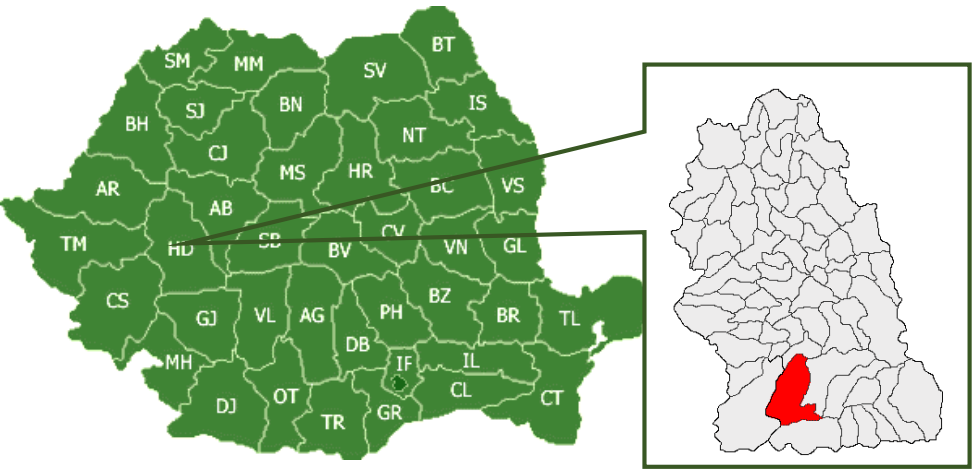 BT
SM
MM
SV
BN
IS
SJ
BH
NT
CJ
MS
HR
BC
VS
AR
AB
TM
HD
SB
BV
CV
VN
GL
CS
BZ
GJ
VL
AG
PH
BR
TL
DB
MH
IF
IL
OT
CL
CT
DJ
TR
GR